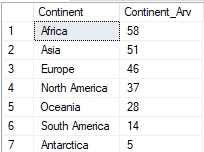 Continent Continent_Arv
1 Africa 58
2 Asia 51
3 Europe 46
4 North America 37
5 Oceania 28
6 South America 14
7 Antarctica 5